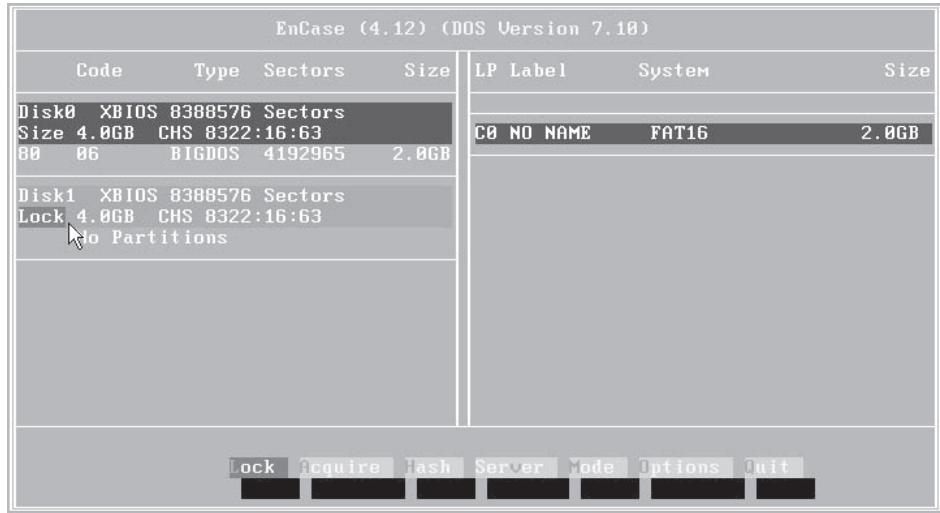 EnCase (4.12) (DOS Version 7.10)
Code Type Sectors Size
Disk0 XBIOS 8388576 Sectors
Size 4.0GB CHS 8322:16:63
80 06 BIGDOS 4192965 2.0GB
Disk1 XBIOS 8388576 Sectors
Lock 4.0GB CHS 8322:16:63
No Partitions
LP Label System Size
C0 NO NAME FAT16 2.0GB
Lock Acquire Hash Server Mode Options Quit